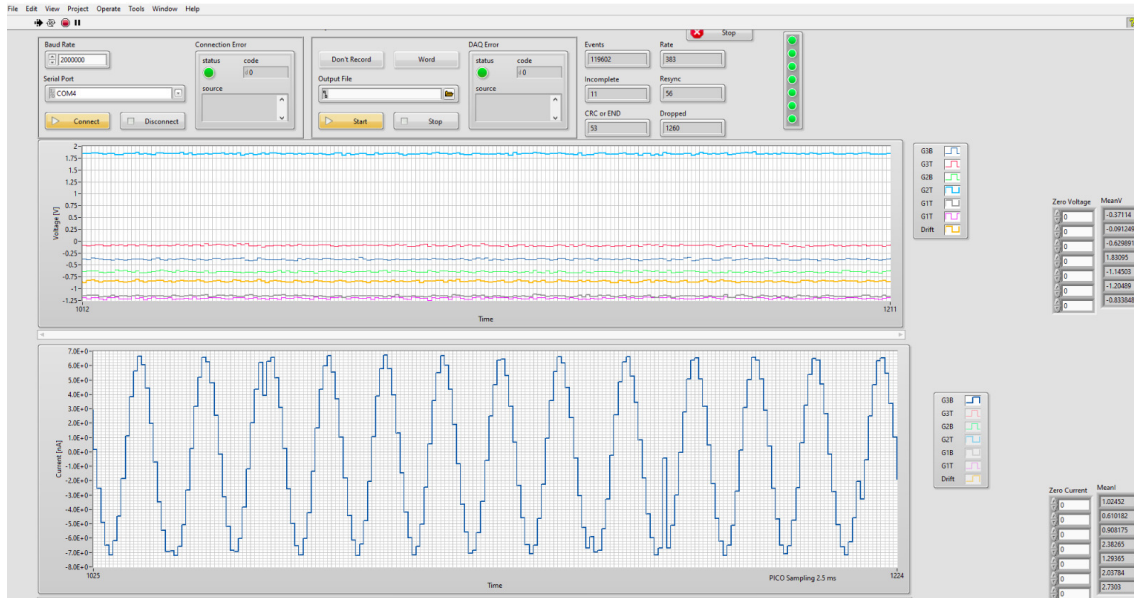 File Edit View Project Operate Tools Window Help
Stop
Baud Rate
2000000
Serial Port
COM4
Connect Disconnect
Connection Error
status code
0
source
Don't Record Word
Output File
Start Stop
DAQ Error
status code
0
source
Events Rate
119602 383
Incomplete Resync
11 56
CRC or END Dropped
53 1260
Voltage [V]
2
1.75
1.5
1.25
1
0.75
0.5
0.25
0
-0.25
-0.5
-0.75
-1
-1.25
1012 1211
Time
G3B
G3T
G2B
G2T
G1T
G1T
Drift
Zero Voltage MeanV
0 -0.37114
0 -0.091249
0 -0.629891
0 1.83095
0 -1.14503
0 -1.20489
0 -0.833848
Current [nA]
7.0E+0
6.0E+0
5.0E+0
4.0E+0
3.0E+0
2.0E+0
1.0E+0
0.0E+0
-1.0E+0
-2.0E+0
-3.0E+0
-4.0E+0
-5.0E+0
-6.0E+0
-7.0E+0
-8.0E+0
1025 1224
Time
PICO Sampling 2.5 ms
G3B
G3T
G2B
G2T
G1B
G1T
Drift
Zero Current MeanI
0 1.02452
0 0.610182
0 0.908175
0 2.38265
0 1.29365
0 2.03784
0 2.7303